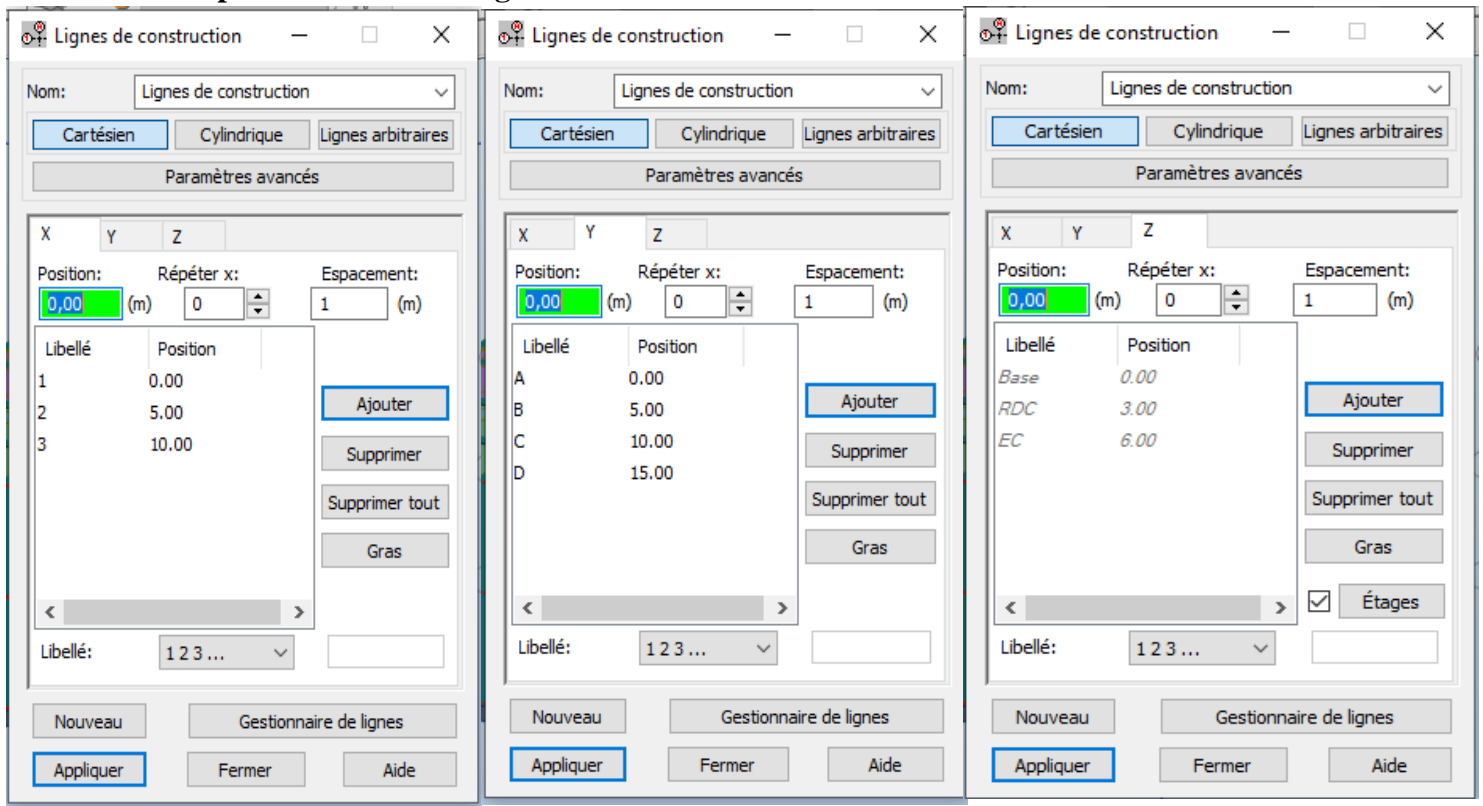 Lignes de construction
Nom: Lignes de construction
Cartésien Cylindrique Lignes arbitraires
Paramètres avancés
X Y Z
Position: Répéter x: Espacement:
0,00 (m) 0 1 (m)
Libellé Position
1 0.00
2 5.00
3 10.00
Ajouter
Supprimer
Supprimer tout
Gras
Libellé: 1 2 3 ...
Nouveau Gestionnaire de lignes
Appliquer Fermer Aide
Lignes de construction
Nom: Lignes de construction
Cartésien Cylindrique Lignes arbitraires
Paramètres avancés
X Y Z
Position: Répéter x: Espacement:
0,00 (m) 0 1 (m)
Libellé Position
A 0.00
B 5.00
C 10.00
D 15.00
Ajouter
Supprimer
Supprimer tout
Gras
Libellé: 1 2 3 ...
Nouveau Gestionnaire de lignes
Appliquer Fermer Aide
Lignes de construction
Nom: Lignes de construction
Cartésien Cylindrique Lignes arbitraires
Paramètres avancés
X Y Z
Position: Répéter x: Espacement:
0,00 (m) 0 1 (m)
Libellé Position
Base 0.00
RDC 3.00
EC 6.00
Ajouter
Supprimer
Supprimer tout
Gras
Étages
Libellé: 1 2 3 ...
Nouveau Gestionnaire de lignes
Appliquer Fermer Aide